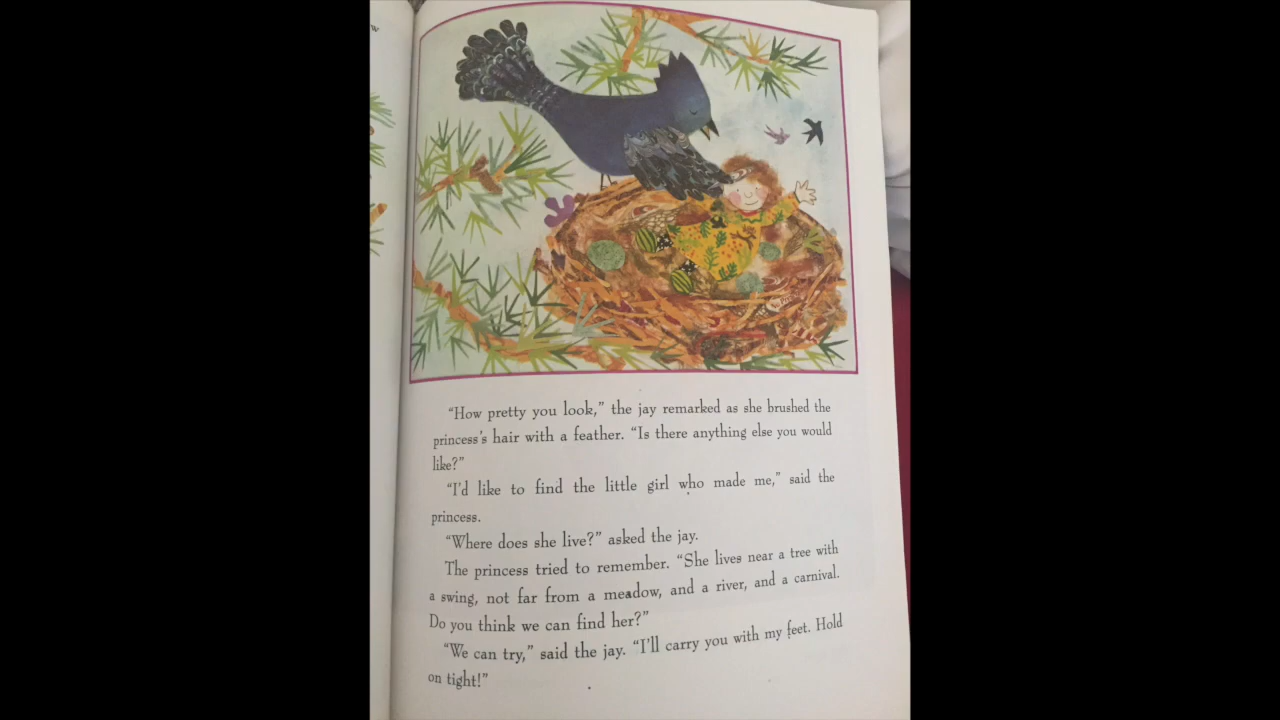 “How pretty you look,” the jay remarked as she brushed the
princess’s hair with a feather. “Is there anything else you would
like?”
“I’d like to find the little girl who made me,” said the
princess.
“Where does she live?” asked the jay.
The princess tried to remember. “She lives near a tree with
a swing, not far from a meadow, and a river, and a carnival.
Do you think we can find her?”
“We can try,” said the jay. “I’ll carry you with my feet. Hold
on tight!”